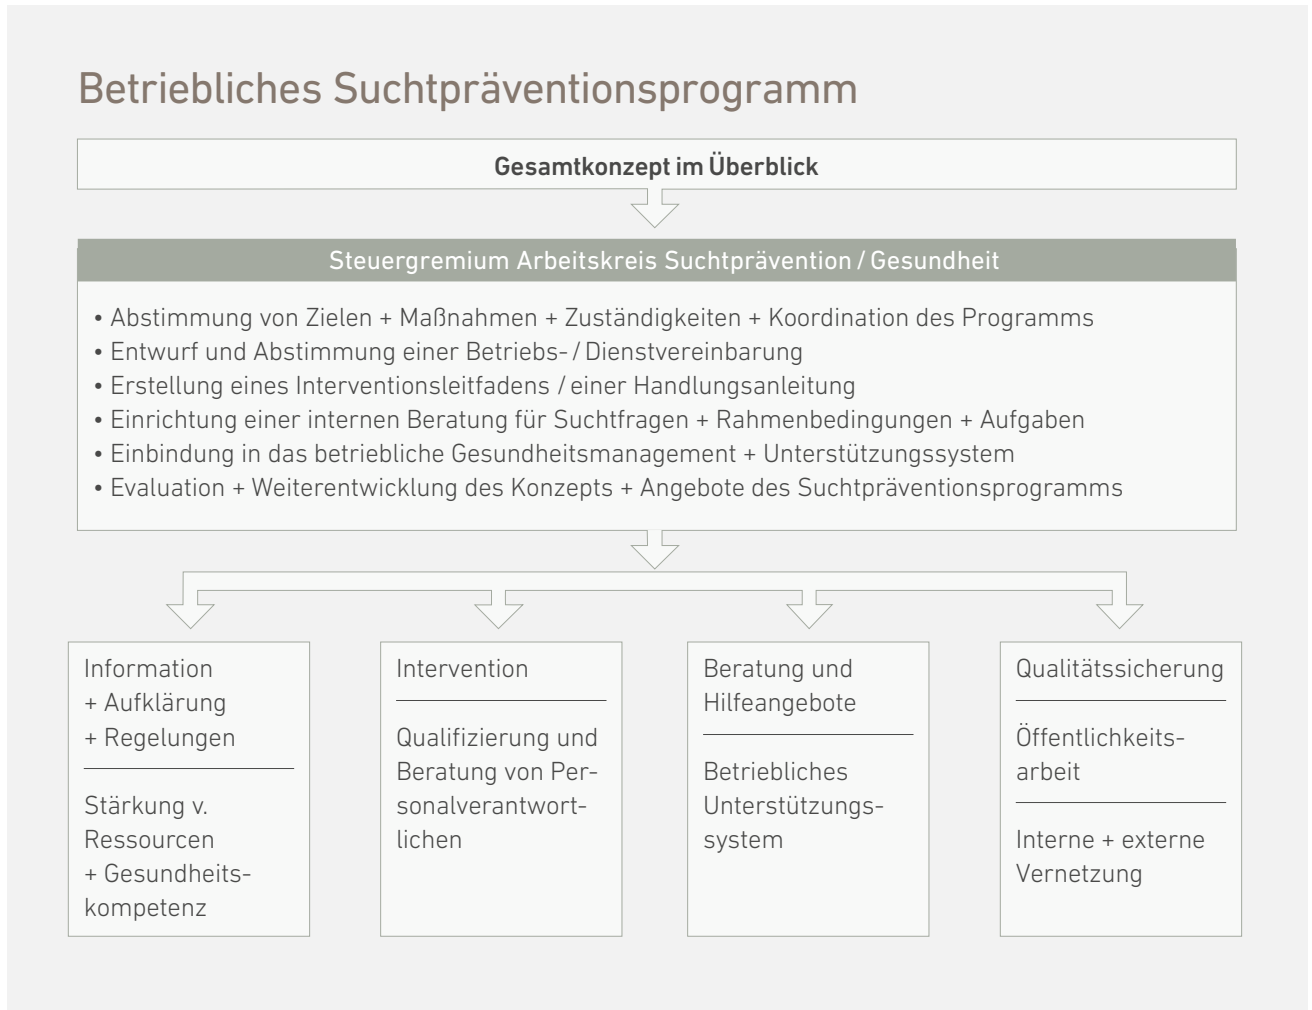 Betriebliches Suchtpräventionsprogramm
Gesamtkonzept im Überblick
Steuergremium Arbeitskreis Suchtprävention / Gesundheit
• Abstimmung von Zielen + Maßnahmen + Zuständigkeiten + Koordination des Programms
• Entwurf und Abstimmung einer Betriebs- / Dienstvereinbarung
• Erstellung eines Interventionsleitfadens / einer Handlungsanleitung
• Einrichtung einer internen Beratung für Suchtfragen + Rahmenbedingungen + Aufgaben
• Einbindung in das betriebliche Gesundheitsmanagement + Unterstützungssystem
• Evaluation + Weiterentwicklung des Konzepts + Angebote des Suchtpräventionsprogramms
Information
+ Aufklärung
+ Regelungen
Stärkung v.
Ressourcen
+ Gesundheits-
kompetenz
Intervention
Qualifizierung und
Beratung von Per-
sonalverantwort-
lichen
Beratung und
Hilfeangebote
Betriebliches
Unterstützungs-
system
Qualitätssicherung
Öffentlichkeits-
arbeit
Interne + externe
Vernetzung